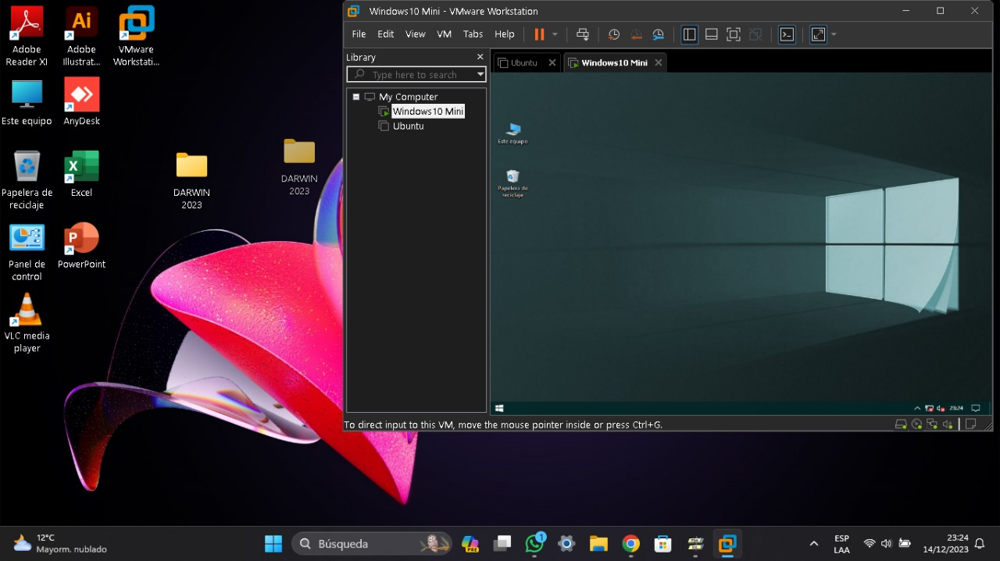 Adobe
Reader XI
Adobe
Illustrat...
VMware
Workstati...
Este equipo
AnyDesk
Papelera de
reciclaje
Excel
DARWIN
2023
DARWIN
2023
Panel de
control
PowerPoint
VLC media
player
Windows10 Mini - VMware Workstation
File Edit View VM Tabs Help
Library
Type here to search
My Computer
Windows10 Mini
Ubuntu
Ubuntu
Windows10 Mini
Este equipo
Papelera de
reciclaje
23:24
To direct input to this VM, move the mouse pointer inside or press Ctrl+G.
12°C
Mayorm. nublado
Búsqueda
PRE
1
ESP
LAA
23:24
14/12/2023